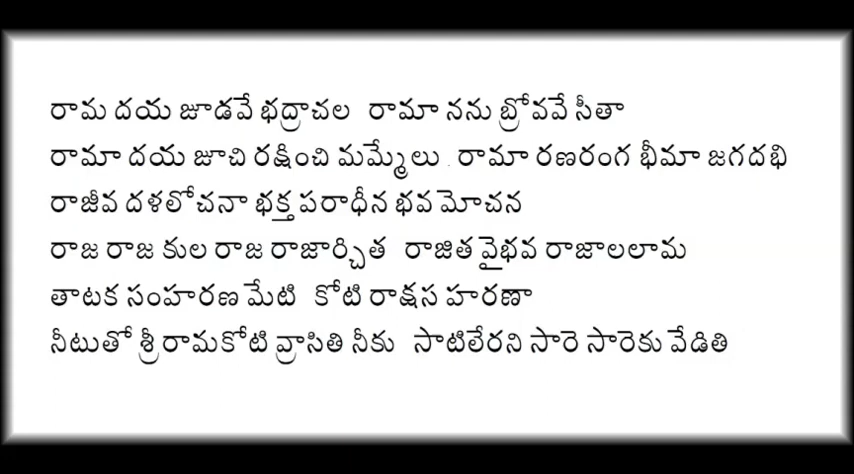 రామ దయ జూడవే భద్రాచల రామా నను బ్రోవవే సీతా
రామా దయ జూచి రక్షించి మమ్మేలు . రామా రణరంగ భీమా జగదభి
రాజీవ దళలోచనా భక్త పరాధీన భవ మోచన
రాజ రాజ కుల రాజ రాజార్చిత రాజిత వైభవ రాజాలలామ
తాటక సంహరణ మేటి కోటి రాక్షస హరణా
నీటుతో శ్రీ రామకోటి వ్రాసితి నీకు సాటిలేరని సారె సారెకు వేడితి